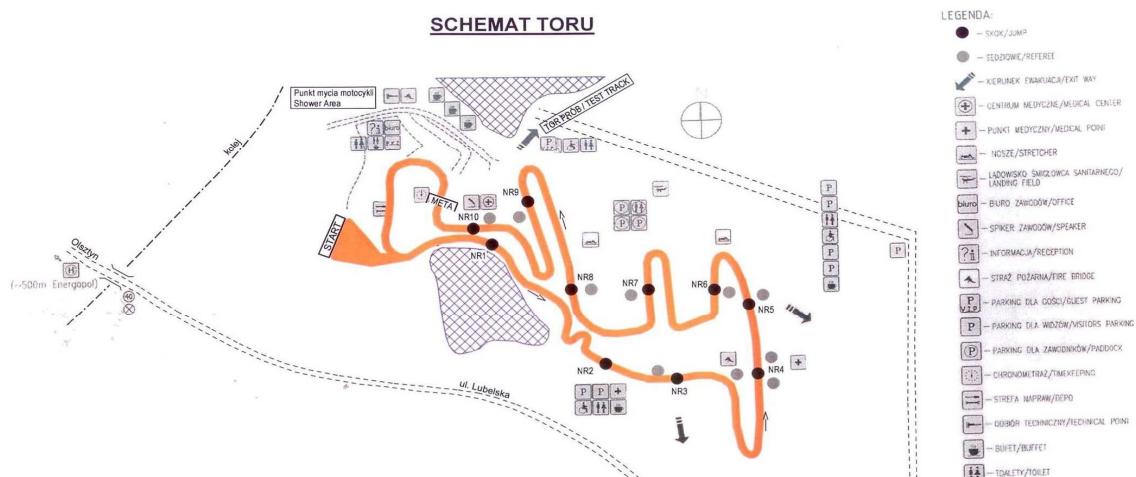 SCHEMAT TORU
Punkt mycia motocykli
Shower Area
biuro
TOR PRÓB / TEST TRACK
kolej
META
START
NR9
NR10
NR1
NR8
NR7
NR6
NR5
NR4
NR3
NR2
Olsztyn
H
(~500m Energopol)
40
ul. Lubelska
P
P
P
P
P
P
P
P
P
P
P
P
P
LEGENDA:
– SKOK/JUMP
– SĘDZIOWIE/REFEREE
– KIERUNEK EWAKUACJI/EXIT WAY
– CENTRUM MEDYCZNE/MEDICAL CENTER
– PUNKT MEDYCZNY/MEDICAL POINT
– NOSZE/STRETCHER
– LĄDOWISKO ŚMIGŁOWCA SANITARNEGO/
LANDING FIELD
biuro – BIURO ZAWODÓW/OFFICE
– SPIKER ZAWODÓW/SPEAKER
? i – INFORMACJA/RECEPTION
– STRAŻ POŻARNA/FIRE BRIDGE
P V.I.P – PARKING DLA GOŚCI/GUEST PARKING
P – PARKING DLA WIDZÓW/VISITORS PARKING
P – PARKING DLA ZAWODNIKÓW/PADDOCK
– CHRONOMETRAŻ/TIMEKEEPING
– STREFA NAPRAW/DEPO
– ODBIÓR TECHNICZNY/TECHNICAL POINT
– BUFET/BUFFET
– TOALETY/TOILET